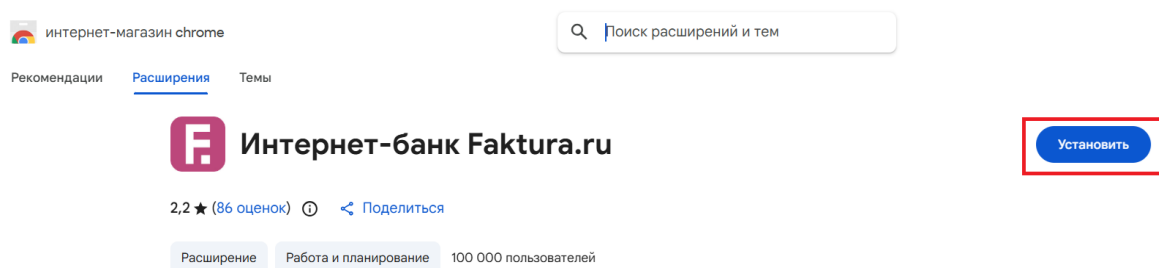 интернет-магазин chrome
Поиск расширений и тем
Рекомендации Расширения Темы
F. Интернет-банк Faktura.ru
Установить
2,2 ★ (86 оценок) Поделиться
Расширение Работа и планирование 100 000 пользователей